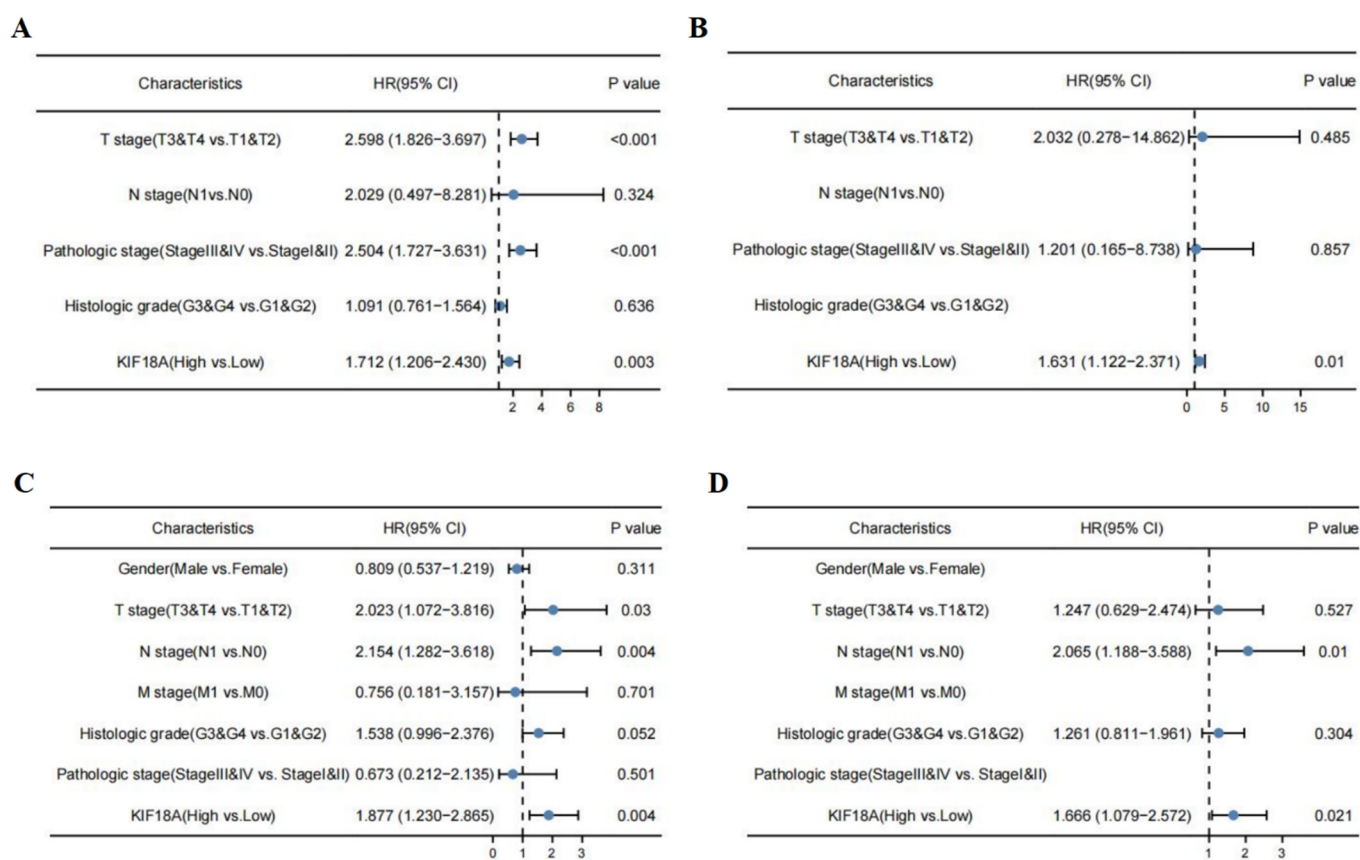 A
Characteristics HR(95% CI) P value
T stage(T3&T4 vs.T1&T2) 2.598 (1.826−3.697) <0.001
N stage(N1vs.N0) 2.029 (0.497−8.281) 0.324
Pathologic stage(StageIII&IV vs.StageI&II) 2.504 (1.727−3.631) <0.001
Histologic grade(G3&G4 vs.G1&G2) 1.091 (0.761−1.564) 0.636
KIF18A(High vs.Low) 1.712 (1.206−2.430) 0.003
2 4 6 8
B
Characteristics HR(95% CI) P value
T stage(T3&T4 vs.T1&T2) 2.032 (0.278−14.862) 0.485
N stage(N1vs.N0)
Pathologic stage(StageIII&IV vs.StageI&II) 1.201 (0.165−8.738) 0.857
Histologic grade(G3&G4 vs.G1&G2)
KIF18A(High vs.Low) 1.631 (1.122−2.371) 0.01
0 5 10 15
C
Characteristics HR(95% CI) P value
Gender(Male vs.Female) 0.809 (0.537−1.219) 0.311
T stage(T3&T4 vs.T1&T2) 2.023 (1.072−3.816) 0.03
N stage(N1 vs.N0) 2.154 (1.282−3.618) 0.004
M stage(M1 vs.M0) 0.756 (0.181−3.157) 0.701
Histologic grade(G3&G4 vs.G1&G2) 1.538 (0.996−2.376) 0.052
Pathologic stage(StageIII&IV vs. StageI&II) 0.673 (0.212−2.135) 0.501
KIF18A(High vs.Low) 1.877 (1.230−2.865) 0.004
0 1 2 3
D
Characteristics HR(95% CI) P value
Gender(Male vs.Female)
T stage(T3&T4 vs.T1&T2) 1.247 (0.629−2.474) 0.527
N stage(N1 vs.N0) 2.065 (1.188−3.588) 0.01
M stage(M1 vs.M0)
Histologic grade(G3&G4 vs.G1&G2) 1.261 (0.811−1.961) 0.304
Pathologic stage(StageIII&IV vs. StageI&II)
KIF18A(High vs.Low) 1.666 (1.079−2.572) 0.021
1 2 3